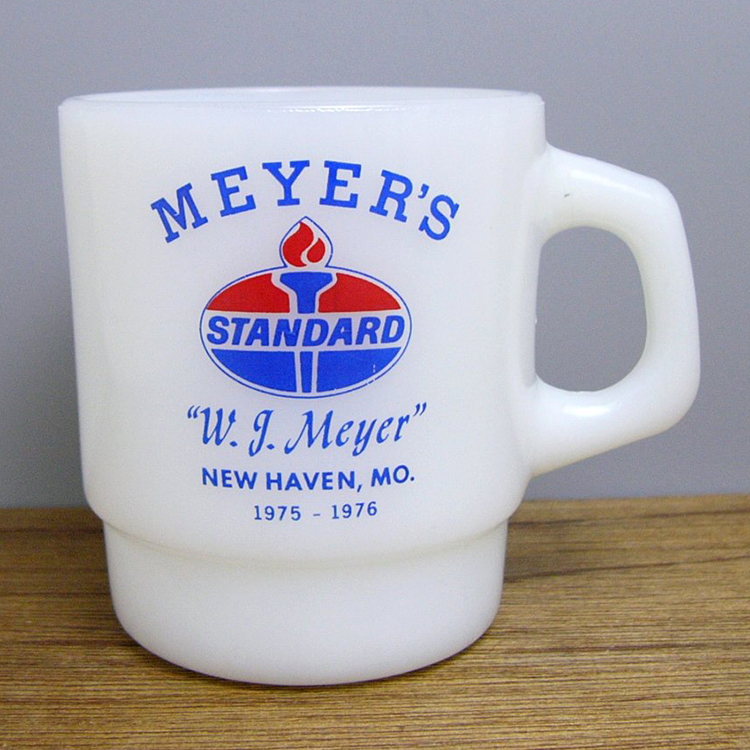 MEYER'S
STANDARD
"W. J. Meyer"
NEW HAVEN, MO.
1975 - 1976